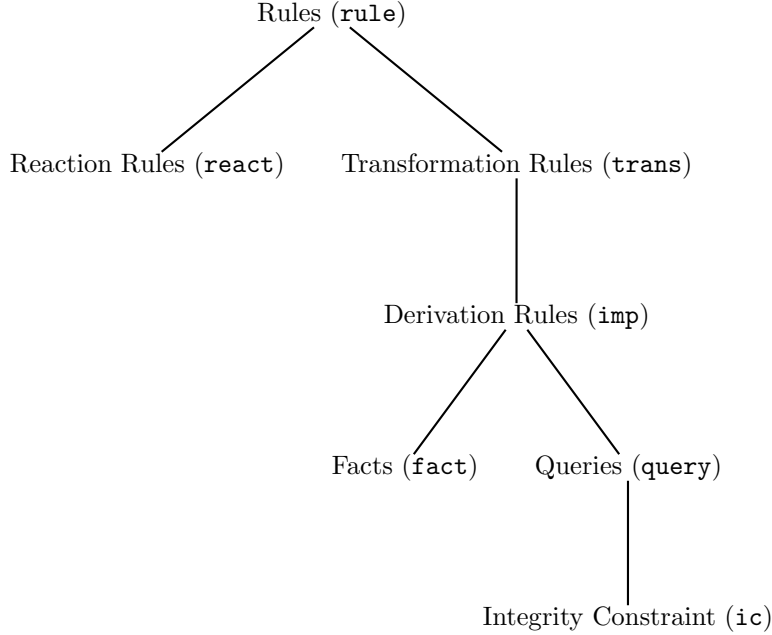 Rules (rule)
Reaction Rules (react)
Transformation Rules (trans)
Derivation Rules (imp)
Facts (fact)
Queries (query)
Integrity Constraint (ic)